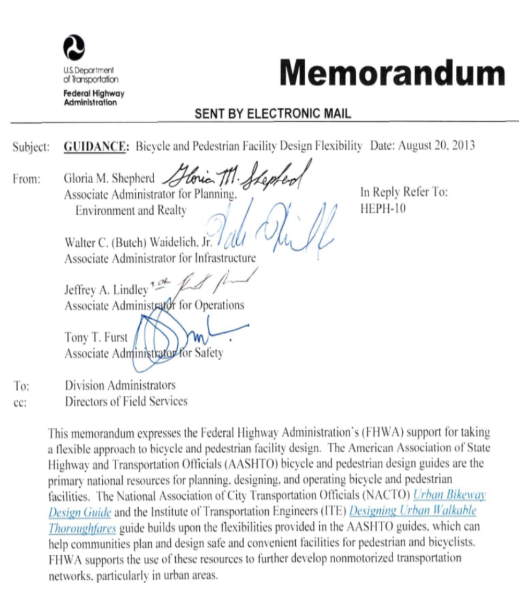 U.S. Department
of Transportation
Federal Highway
Administration
Memorandum
SENT BY ELECTRONIC MAIL
Subject: GUIDANCE: Bicycle and Pedestrian Facility Design Flexibility Date: August 20, 2013
From: Gloria M. Shepherd Gloria M. Shepherd
Associate Administrator for Planning,
Environment and Realty
In Reply Refer To:
HEPH-10
Walter C. (Butch) Waidelich, Jr.
Associate Administrator for Infrastructure
Jeffrey A. Lindley
Associate Administrator for Operations
Tony T. Furst
Associate Administrator for Safety
To: Division Administrators
cc: Directors of Field Services
This memorandum expresses the Federal Highway Administration's (FHWA) support for taking
a flexible approach to bicycle and pedestrian facility design. The American Association of State
Highway and Transportation Officials (AASHTO) bicycle and pedestrian design guides are the
primary national resources for planning, designing, and operating bicycle and pedestrian
facilities. The National Association of City Transportation Officials (NACTO) Urban Bikeway
Design Guide and the Institute of Transportation Engineers (ITE) Designing Urban Walkable
Thoroughfares guide builds upon the flexibilities provided in the AASHTO guides, which can
help communities plan and design safe and convenient facilities for pedestrian and bicyclists.
FHWA supports the use of these resources to further develop nonmotorized transportation
networks, particularly in urban areas.